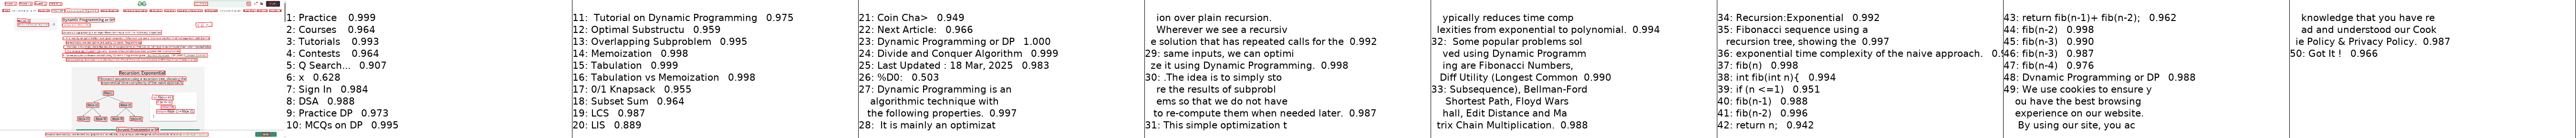 1: Practice 0.999
2: Courses 0.964
3: Tutorials 0.993
4: Contests 0.964
5: Q Search... 0.907
6: x 0.628
7: Sign In 0.984
8: DSA 0.988
9: Practice DP 0.973
10: MCQs on DP 0.995
11: Tutorial on Dynamic Programming 0.975
12: Optimal Substructu 0.959
13: Overlapping Subproblem 0.995
14: Memoization 0.998
15: Tabulation 0.999
16: Tabulation vs Memoization 0.998
17: 0/1 Knapsack 0.955
18: Subset Sum 0.964
19: LCS 0.987
20: LIS 0.889
21: Coin Cha> 0.949
22: Next Article: 0.966
23: Dynamic Programming or DP 1.000
24: Divide and Conquer Algorithm 0.999
25: Last Updated : 18 Mar, 2025 0.983
26: %D0: 0.503
27: Dynamic Programming is an
algorithmic technique with
the following properties. 0.997
28: It is mainly an optimizat
ion over plain recursion.
Wherever we see a recursiv
e solution that has repeated calls for the 0.992
29: same inputs, we can optimi
ze it using Dynamic Programming. 0.998
30: .The idea is to simply sto
re the results of subprobl
ems so that we do not have
to re-compute them when needed later. 0.987
31: This simple optimization t
ypically reduces time comp
lexities from exponential to polynomial. 0.994
32: Some popular problems sol
ved using Dynamic Programm
ing are Fibonacci Numbers,
Diff Utility (Longest Common 0.990
33: Subsequence), Bellman-Ford
Shortest Path, Floyd Wars
hall, Edit Distance and Ma
trix Chain Multiplication. 0.988
34: Recursion:Exponential 0.992
35: Fibonacci sequence using a
recursion tree, showing the 0.997
36: exponential time complexity of the naive approach. 0.9
37: fib(n) 0.998
38: int fib(int n){ 0.994
39: if (n <=1) 0.951
40: fib(n-1) 0.988
41: fib(n-2) 0.996
42: return n; 0.942
43: return fib(n-1)+ fib(n-2); 0.962
44: fib(n-2) 0.998
45: fib(n-3) 0.990
46: fib(n-3) 0.987
47: fib(n-4) 0.976
48: Dvnamic Programming or DP 0.988
49: We use cookies to ensure y
ou have the best browsing
experience on our website.
By using our site, you ac
knowledge that you have re
ad and understood our Cook
ie Policy & Privacy Policy. 0.987
50: Got It ! 0.966